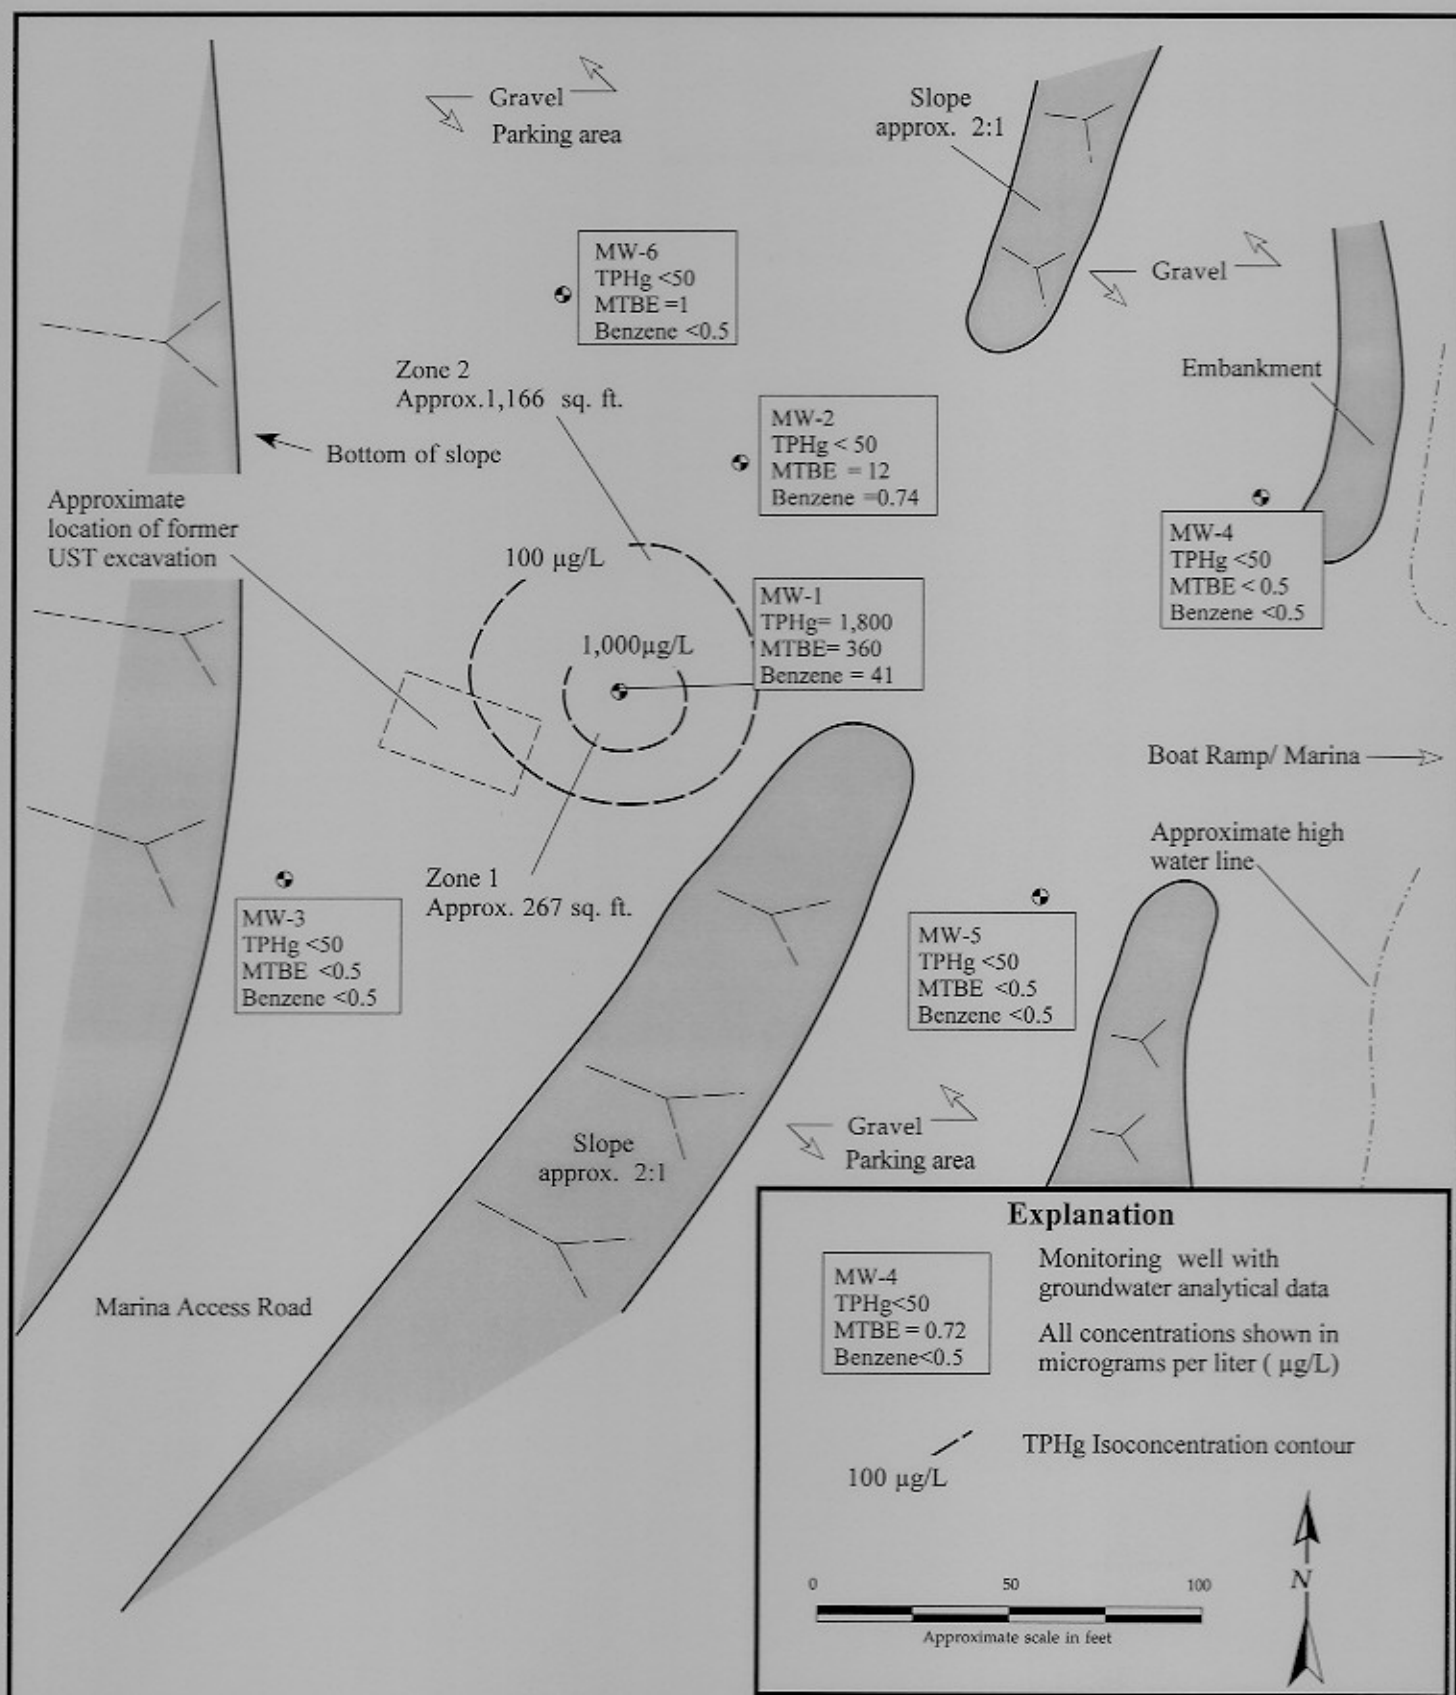 Gravel
Parking area
Slope
approx. 2:1
MW-6
TPHg <50
MTBE =1
Benzene <0.5
Gravel
Zone 2
Approx.1,166 sq. ft.
Embankment
MW-2
TPHg < 50
MTBE = 12
Benzene =0.74
Bottom of slope
Approximate
location of former
UST excavation
MW-4
TPHg <50
MTBE < 0.5
Benzene <0.5
100 µg/L
MW-1
TPHg= 1,800
MTBE= 360
Benzene = 41
1,000µg/L
Boat Ramp/ Marina
Approximate high
water line
Zone 1
Approx. 267 sq. ft.
MW-3
TPHg <50
MTBE <0.5
Benzene <0.5
MW-5
TPHg <50
MTBE <0.5
Benzene <0.5
Slope
approx. 2:1
Gravel
Parking area
Marina Access Road
Explanation
MW-4
TPHg<50
MTBE = 0.72
Benzene<0.5
Monitoring well with
groundwater analytical data
All concentrations shown in
micrograms per liter ( µg/L)
100 µg/L
TPHg Isoconcentration contour
0 50 100
Approximate scale in feet
N